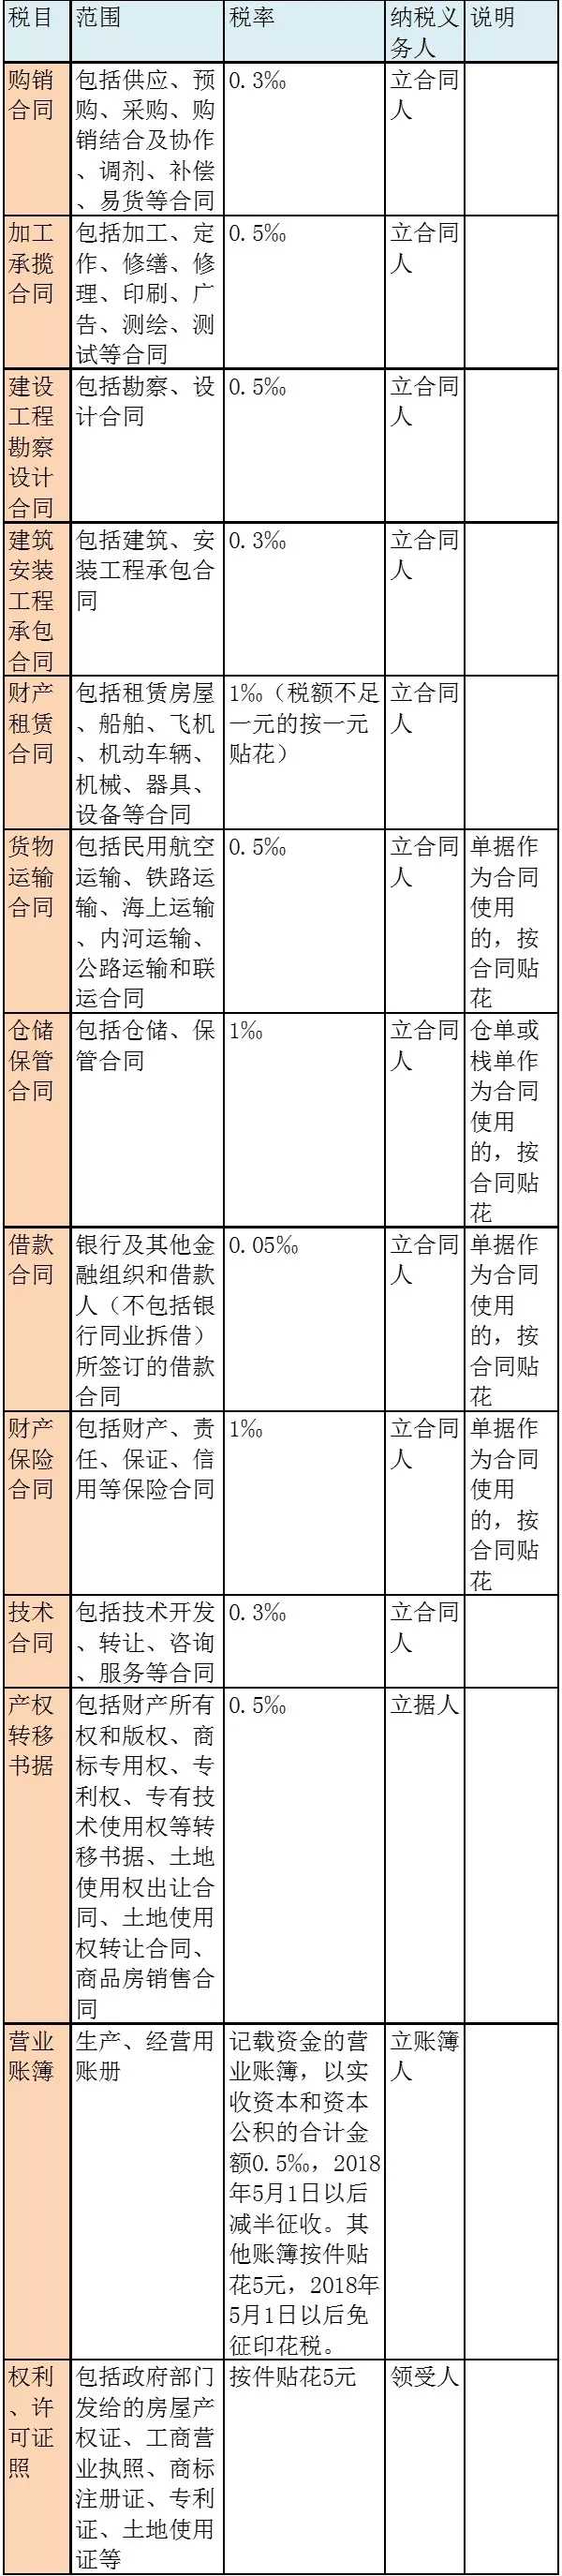 税目 范围 税率 纳税义务人 说明
购销
合同
包括供应、预
购、采购、购
销结合及协作
、调剂、补偿
、易货等合同
0.3‰
立合同
人
加工
承揽
合同
包括加工、定
作、修缮、修
理、印刷、广
告、测绘、测
试等合同
0.5‰
立合同
人
建设
工程
勘察
设计
合同
包括勘察、设
计合同
0.5‰
立合同
人
建筑
安装
工程
承包
合同
包括建筑、安
装工程承包合
同
0.3‰
立合同
人
财产
租赁
合同
包括租赁房屋
、船舶、飞机
、机动车辆、
机械、器具、
设备等合同
1‰（税额不足
一元的按一元
贴花）
立合同
人
货物
运输
合同
包括民用航空
运输、铁路运
输、海上运输
、内河运输、
公路运输和联
运合同
0.5‰
立合同
人
单据作
为合同
使用
的，按
合同贴
花
仓储
保管
合同
包括仓储、保
管合同
1‰
立合同
人
仓单或
栈单作
为合同
使用
的，按
合同贴
花
借款
合同
银行及其他金
融组织和借款
人（不包括银
行同业拆借）
所签订的借款
合同
0.05‰
立合同
人
单据作
为合同
使用
的，按
合同贴
花
财产
保险
合同
包括财产、责
任、保证、信
用等保险合同
1‰
立合同
人
单据作
为合同
使用
的，按
合同贴
花
技术
合同
包括技术开发
、转让、咨询
、服务等合同
0.3‰
立合同
人
产权
转移
书据
包括财产所有
权和版权、商
标专用权、专
利权、专有技
术使用权等转
移书据、土地
使用权出让合
同、土地使用
权转让合同、
商品房销售合
同
0.5‰
立据人
营业
账簿
生产、经营用
账册
记载资金的营
业账簿，以实
收资本和资本
公积的合计金
额0.5‰，2018
年5月1日以后
减半征收。其
他账簿按件贴
花5元，2018年
5月1日以后免
征印花税。
立账簿
人
权利
、许
可证
照
包括政府部门
发给的房屋产
权证、工商营
业执照、商标
注册证、专利
证、土地使用
证等
按件贴花5元
领受人